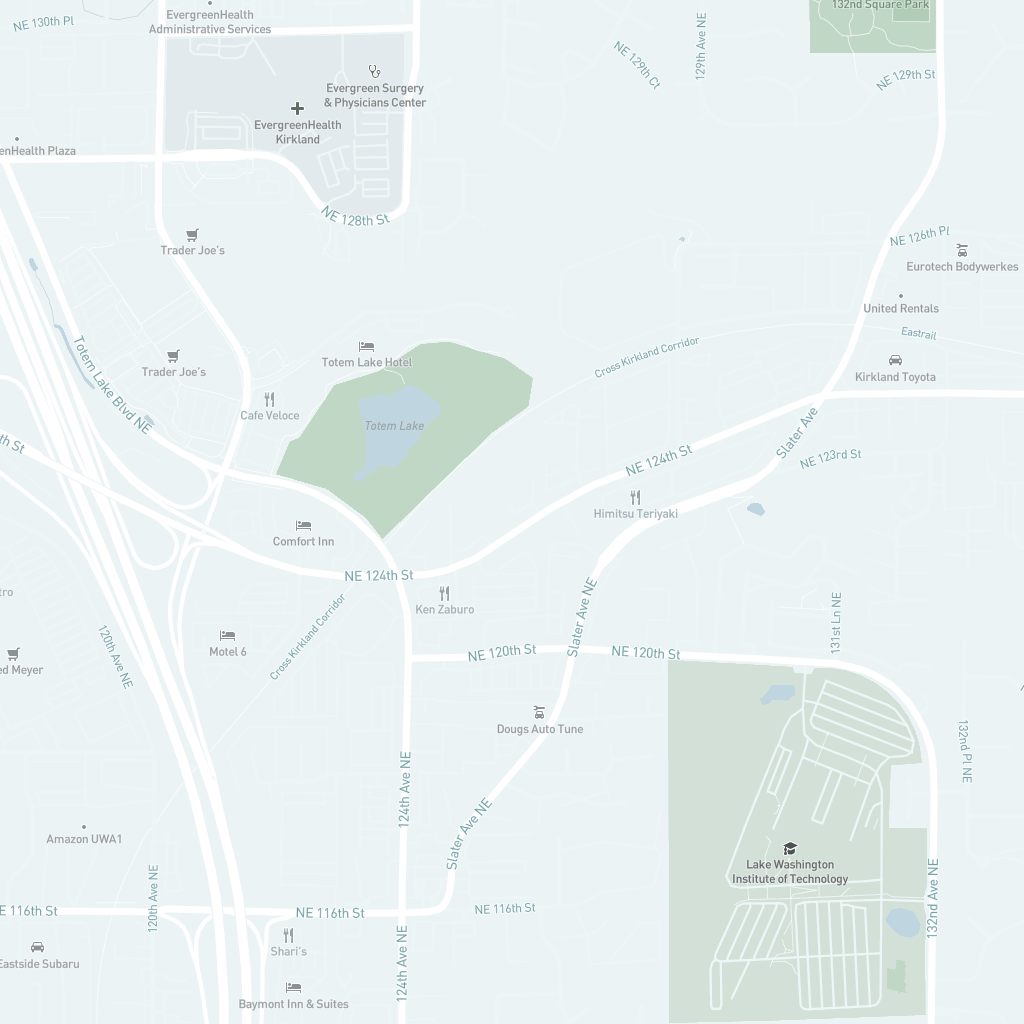 NE 130th Pl
EvergreenHealth
Administrative Services
132nd Square Park
129th Ave NE
NE 129th Ct
NE 129th St
Evergreen Surgery
& Physicians Center
EvergreenHealth
Kirkland
enHealth Plaza
NE 128th St
Trader Joe's
NE 126th Pl
Eurotech Bodywerkes
United Rentals
Eastrail
Totem Lake Blvd NE
Trader Joe's
Totem Lake Hotel
Cross Kirkland Corridor
Kirkland Toyota
Cafe Veloce
Totem Lake
Slater Ave
th St
NE 124th St
NE 123rd St
Himitsu Teriyaki
Comfort Inn
NE 124th St
Ken Zaburo
tro
Cross Kirkland Corridor
Slater Ave NE
131st Ln NE
120th Ave NE
Motel 6
NE 120th St
NE 120th St
ed Meyer
Dougs Auto Tune
132nd Pl NE
124th Ave NE
Slater Ave NE
Amazon UWA1
Lake Washington
Institute of Technology
120th Ave NE
132nd Ave NE
E 116th St
NE 116th St
NE 116th St
Shari's
Eastside Subaru
124th Ave NE
Baymont Inn & Suites